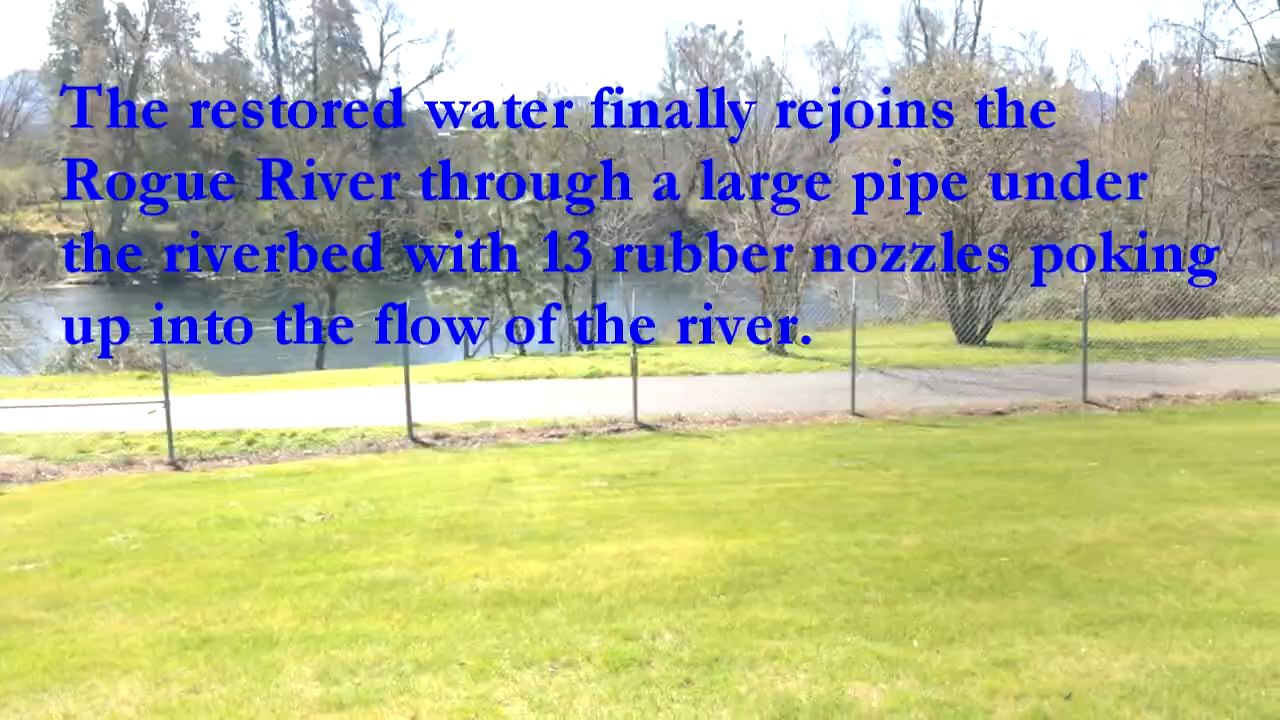 The restored water finally rejoins the
Rogue River through a large pipe under
the riverbed with 13 rubber nozzles poking
up into the flow of the river.